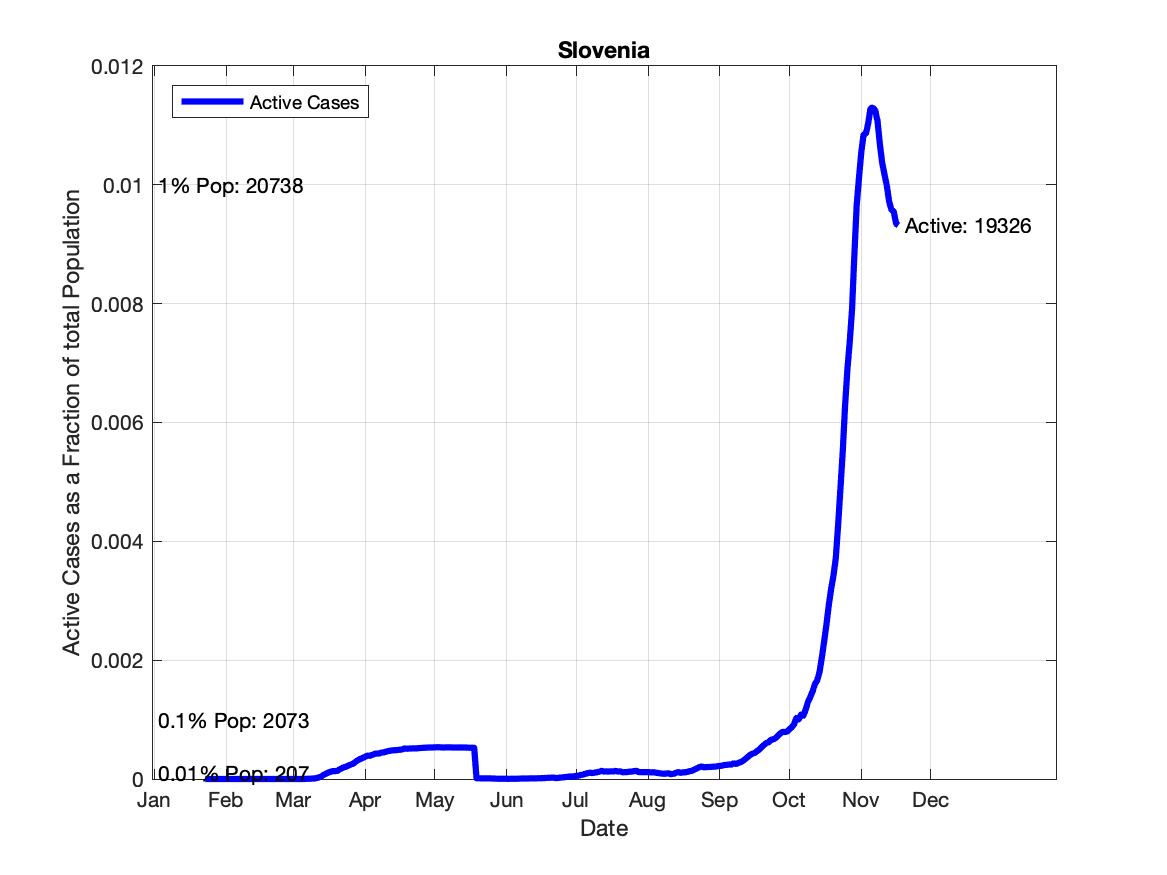 Slovenia
Active Cases
0.012
0.01
0.008
0.006
0.004
0.002
0
1% Pop: 20738
0.1% Pop: 2073
0.01% Pop: 207
Active: 19326
Active Cases as a Fraction of total Population
Jan Feb Mar Apr May Jun Jul Aug Sep Oct Nov Dec
Date